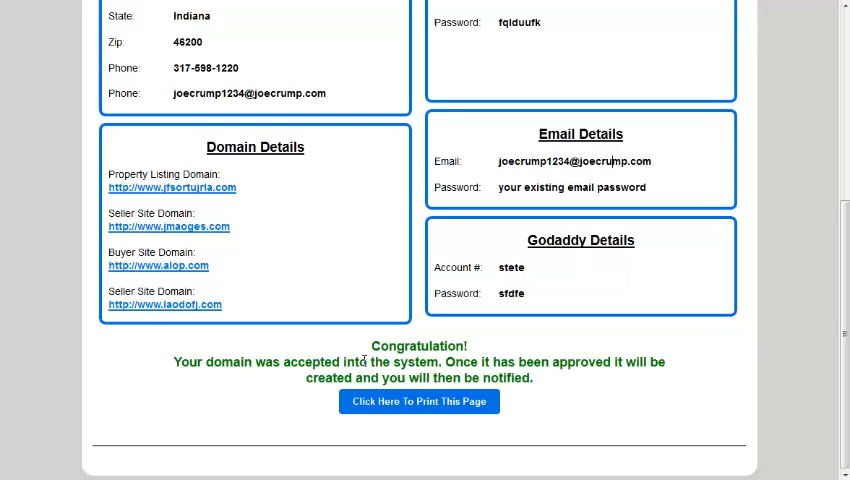 State: Indiana
Zip: 46200
Phone: 317-598-1220
Phone: joecrump1234@joecrump.com
Password: fqlduufk
Domain Details
Property Listing Domain:
http://www.jfsortujrla.com
Seller Site Domain:
http://www.jmaoges.com
Buyer Site Domain:
http://www.alop.com
Seller Site Domain:
http://www.laodofj.com
Email Details
Email: joecrump1234@joecrump.com
Password: your existing email password
Godaddy Details
Account #: stete
Password: sfdfe
Congratulation!
Your domain was accepted into the system. Once it has been approved it will be
created and you will then be notified.
Click Here To Print This Page